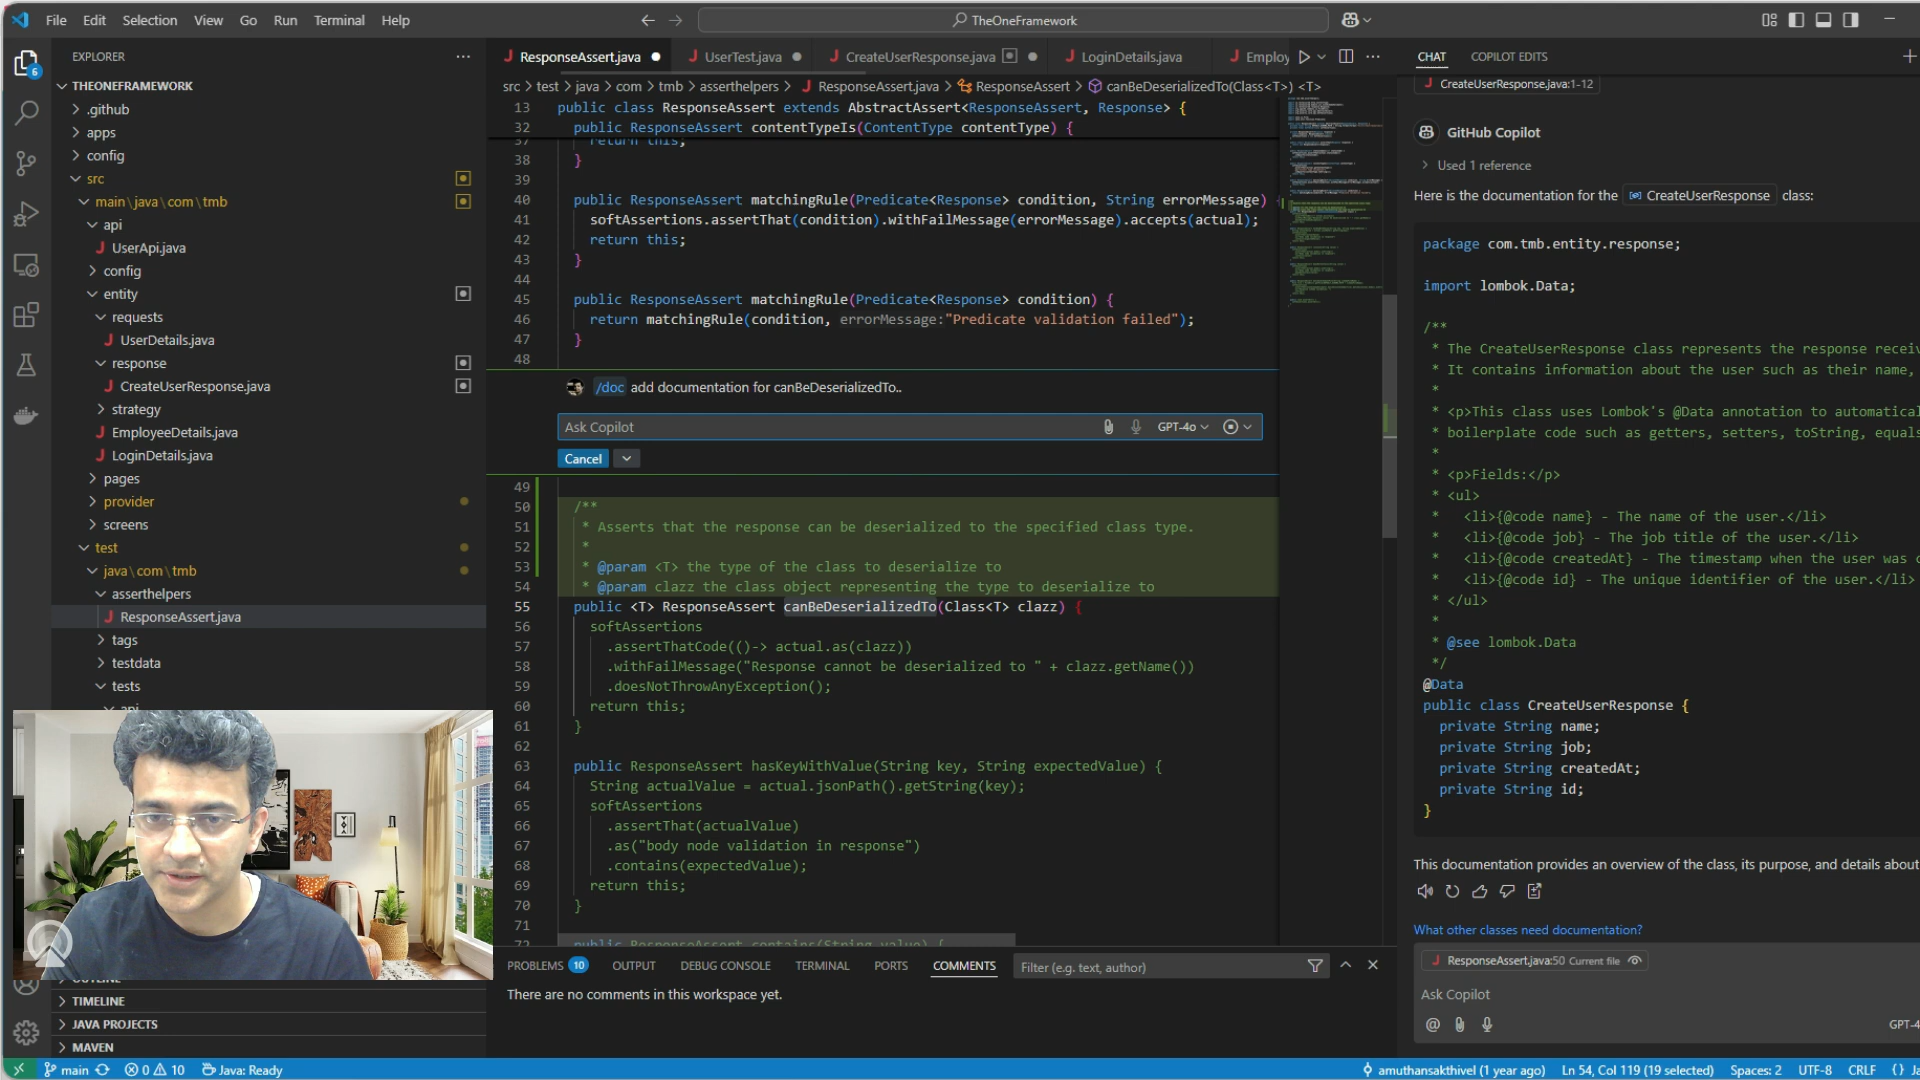 File Edit Selection View Go Run Terminal Help
TheOneFramework
EXPLORER
THEONEFRAMEWORK
.github
apps
config
src
main\java\com\tmb
api
UserApi.java
config
entity
requests
UserDetails.java
response
CreateUserResponse.java
strategy
EmployeeDetails.java
LoginDetails.java
pages
provider
screens
test
java\com\tmb
asserthelpers
ResponseAssert.java
tags
testdata
tests
api
TIMELINE
JAVA PROJECTS
MAVEN
6
ResponseAssert.java UserTest.java CreateUserResponse.java LoginDetails.java Employ
src > test > java > com > tmb > asserthelpers > ResponseAssert.java > ResponseAssert > canBeDeserializedTo(Class<T>) <T>
13 public class ResponseAssert extends AbstractAssert<ResponseAssert, Response> {
32 public ResponseAssert contentTypeIs(ContentType contentType) {
37 return this;
38 }
39
40 public ResponseAssert matchingRule(Predicate<Response> condition, String errorMessage) {
41 softAssertions.assertThat(condition).withFailMessage(errorMessage).accepts(actual);
42 return this;
43 }
44
45 public ResponseAssert matchingRule(Predicate<Response> condition) {
46 return matchingRule(condition, errorMessage:"Predicate validation failed");
47 }
48
/doc add documentation for canBeDeserializedTo..
Ask Copilot GPT-4o
Cancel
49
50 /**
51 * Asserts that the response can be deserialized to the specified class type.
52 *
53 * @param <T> the type of the class to deserialize to
54 * @param clazz the class object representing the type to deserialize to
55 public <T> ResponseAssert canBeDeserializedTo(Class<T> clazz) {
56 softAssertions
57 .assertThatCode(()-> actual.as(clazz))
58 .withFailMessage("Response cannot be deserialized to " + clazz.getName())
59 .doesNotThrowAnyException();
60 return this;
61 }
62
63 public ResponseAssert hasKeyWithValue(String key, String expectedValue) {
64 String actualValue = actual.jsonPath().getString(key);
65 softAssertions
66 .assertThat(actualValue)
67 .as("body node validation in response")
68 .contains(expectedValue);
69 return this;
70 }
71
72 public ResponseAssert contains(String value) {
PROBLEMS 10 OUTPUT DEBUG CONSOLE TERMINAL PORTS COMMENTS Filter (e.g. text, author)
There are no comments in this workspace yet.
CHAT COPILOT EDITS
CreateUserResponse.java:1-12
GitHub Copilot
Used 1 reference
Here is the documentation for the CreateUserResponse class:
package com.tmb.entity.response;
import lombok.Data;
/**
* The CreateUserResponse class represents the response receiv
* It contains information about the user such as their name,
*
* <p>This class uses Lombok's @Data annotation to automatical
* boilerplate code such as getters, setters, toString, equals
*
* <p>Fields:</p>
* <ul>
* <li>{@code name} - The name of the user.</li>
* <li>{@code job} - The job title of the user.</li>
* <li>{@code createdAt} - The timestamp when the user was c
* <li>{@code id} - The unique identifier of the user.</li>
* </ul>
*
* @see lombok.Data
*/
@Data
public class CreateUserResponse {
private String name;
private String job;
private String createdAt;
private String id;
}
This documentation provides an overview of the class, its purpose, and details about
What other classes need documentation?
ResponseAssert.java:50 Current file
Ask Copilot
GPT-4
main 0 10 Java: Ready amuthansakthivel (1 year ago) Ln 54, Col 119 (19 selected) Spaces: 2 UTF-8 CRLF {} Ja